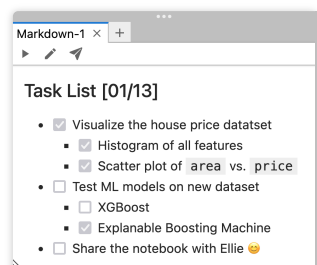 Markdown-1
Task List [01/13]
Visualize the house price datatset
Histogram of all features
Scatter plot of area vs. price
Test ML models on new dataset
XGBoost
Explanable Boosting Machine
Share the notebook with Ellie 😊